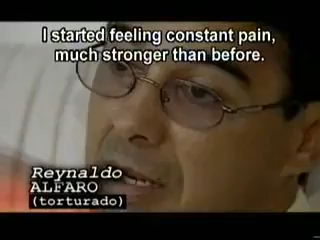 I started feeling constant pain,
much stronger than before.
Reynaldo
ALFARO
(torturado)